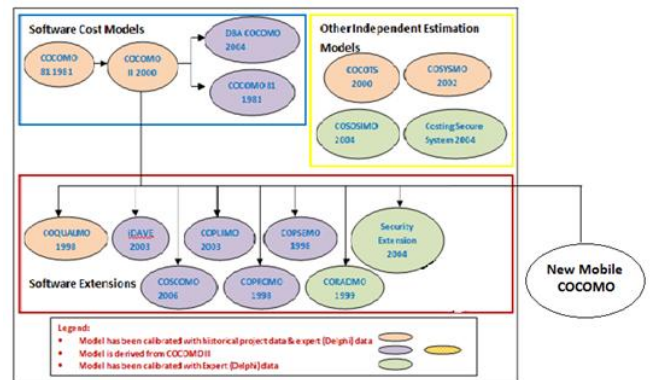 Software Cost Models
COCOMO
81 1981
COCOMO
II 2000
DBA COCOMO
2004
COCOMO 81
1981
Other Independent Estimation
Models
COCOTS
2000
COSYSMO
2002
COSOSIMO
2004
Costing Secure
System 2004
COQUALMO
1998
iDAVE
2003
COPLIMO
2003
COPSEMO
1998
Security
Extension
2004
Software Extensions
COSCOMO
2006
COPROMO
1998
CORADMO
1999
New Mobile
COCOMO
Legend:
• Model has been calibrated with historical project data & expert (Delphi) data
• Model is derived from COCOMO II
• Model has been calibrated with Expert (Delphi) data